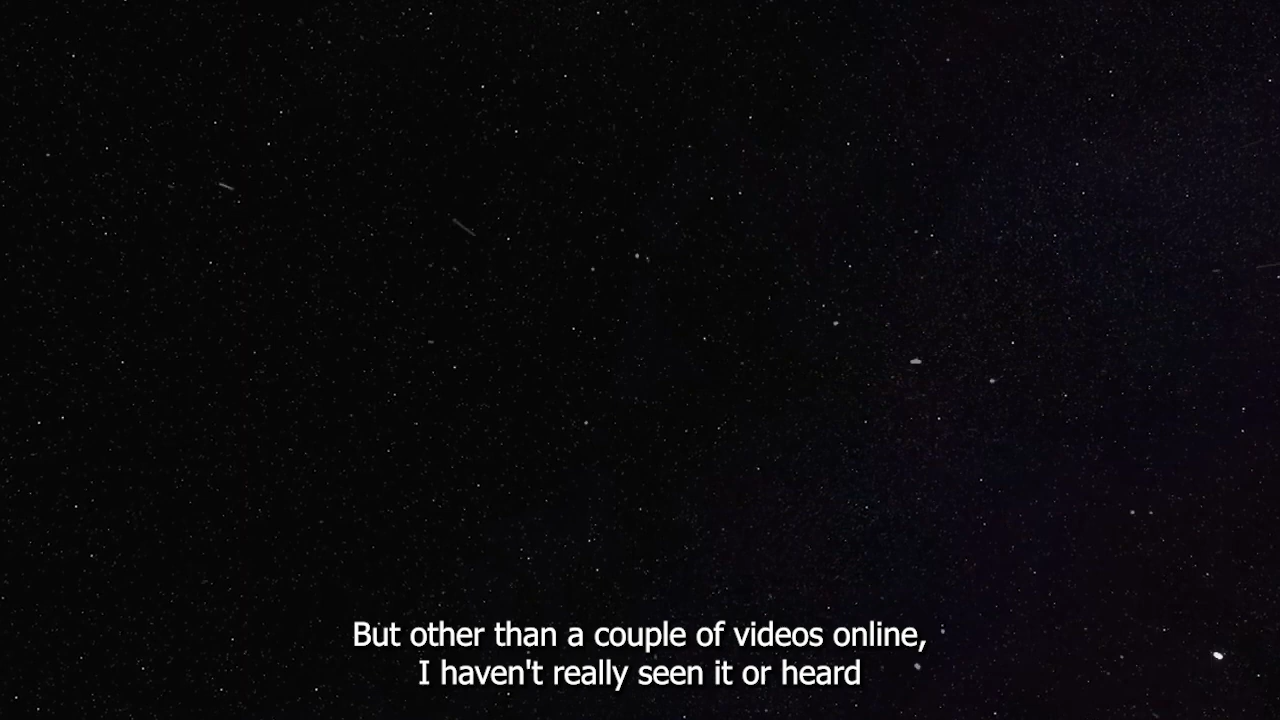 But other than a couple of videos online,
I haven't really seen it or heard